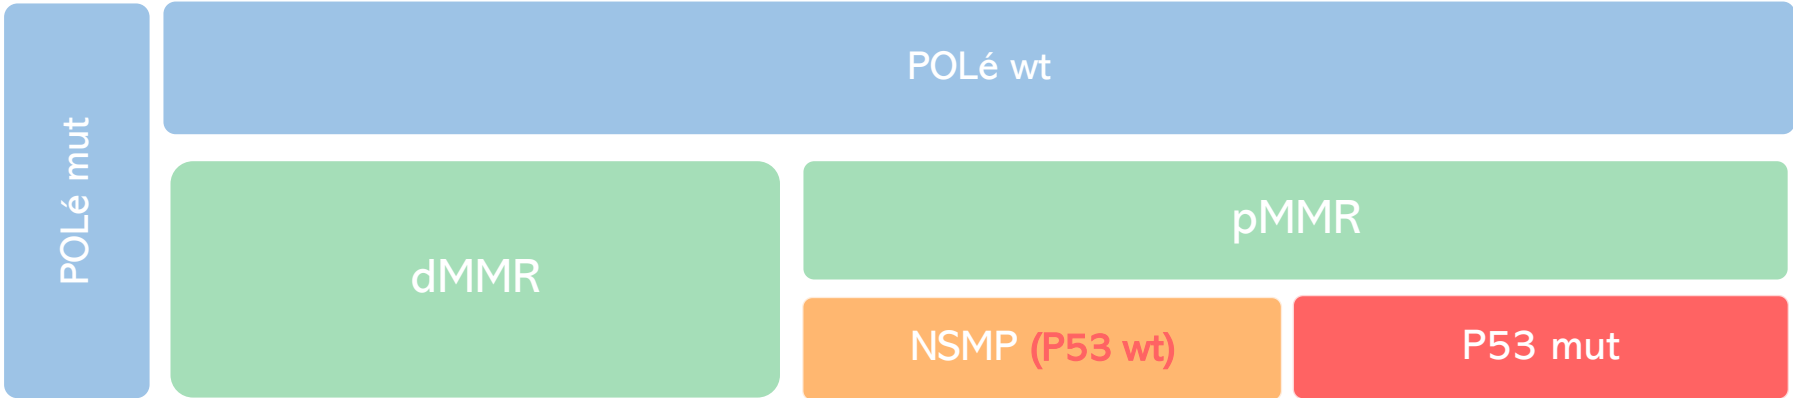 POLé mut
POLé wt
dMMR
pMMR
NSMP (P53 wt)
P53 mut